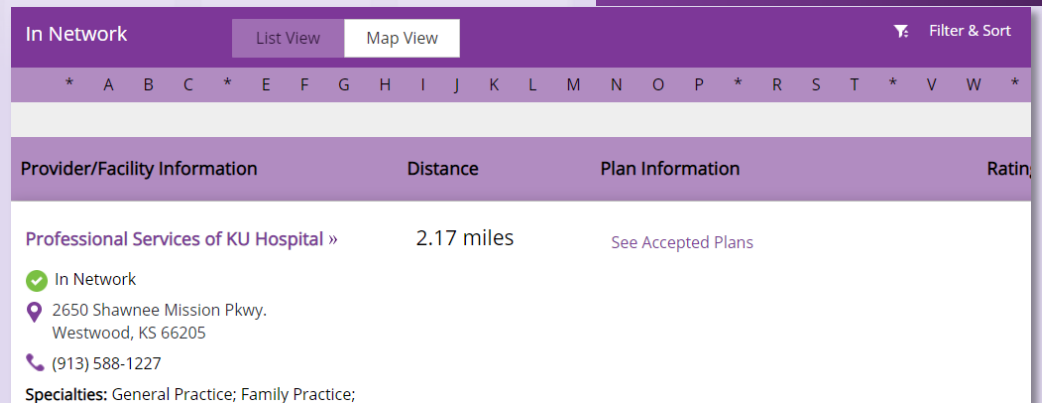 In Network List View Map View Filter & Sort
* A B C * E F G H I J K L M N O P * R S T * V W *
Provider/Facility Information Distance Plan Information Rating
Professional Services of KU Hospital » 2.17 miles See Accepted Plans
In Network
2650 Shawnee Mission Pkwy.
Westwood, KS 66205
(913) 588-1227
Specialties: General Practice; Family Practice;